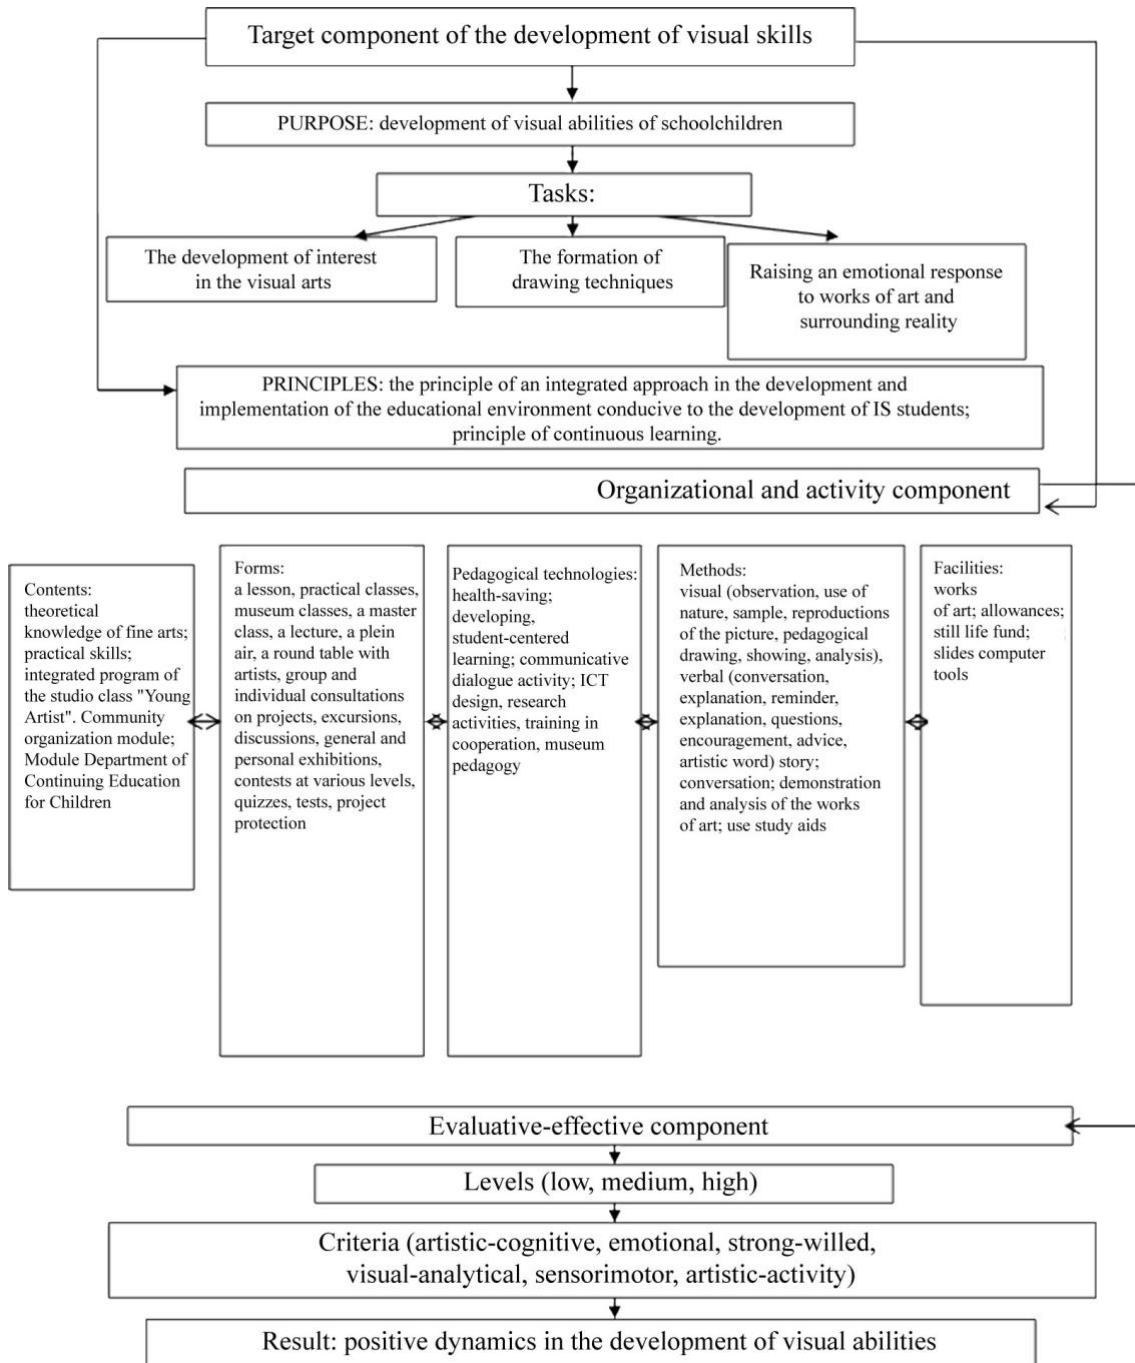 Target component of the development of visual skills
PURPOSE: development of visual abilities of schoolchildren
Tasks:
The development of interest
in the visual arts
The formation of
drawing techniques
Raising an emotional response
to works of art and
surrounding reality
PRINCIPLES: the principle of an integrated approach in the development and
implementation of the educational environment conducive to the development of IS students;
principle of continuous learning.
Organizational and activity component
Contents:
theoretical
knowledge of fine arts;
practical skills;
integrated program of
the studio class "Young
Artist". Community
organization module;
Module Department of
Continuing Education
for Children
Forms:
a lesson, practical classes,
museum classes, a master
class, a lecture, a plein
air, a round table with
artists, group and
individual consultations
on projects, excursions,
discussions, general and
personal exhibitions,
contests at various levels,
quizzes, tests, project
protection
Pedagogical technologies:
health-saving;
developing,
student-centered
learning; communicative
dialogue activity; ICT
design, research
activities, training in
cooperation, museum
pedagogy
Methods:
visual (observation, use of
nature, sample, reproductions
of the picture, pedagogical
drawing, showing, analysis),
verbal (conversation,
explanation, reminder,
explanation, questions,
encouragement, advice,
artistic word) story;
conversation; demonstration
and analysis of the works
of art; use study aids
Facilities:
works
of art; allowances;
still life fund;
slides computer
tools
Evaluative-effective component
Levels (low, medium, high)
Criteria (artistic-cognitive, emotional, strong-willed,
visual-analytical, sensorimotor, artistic-activity)
Result: positive dynamics in the development of visual abilities